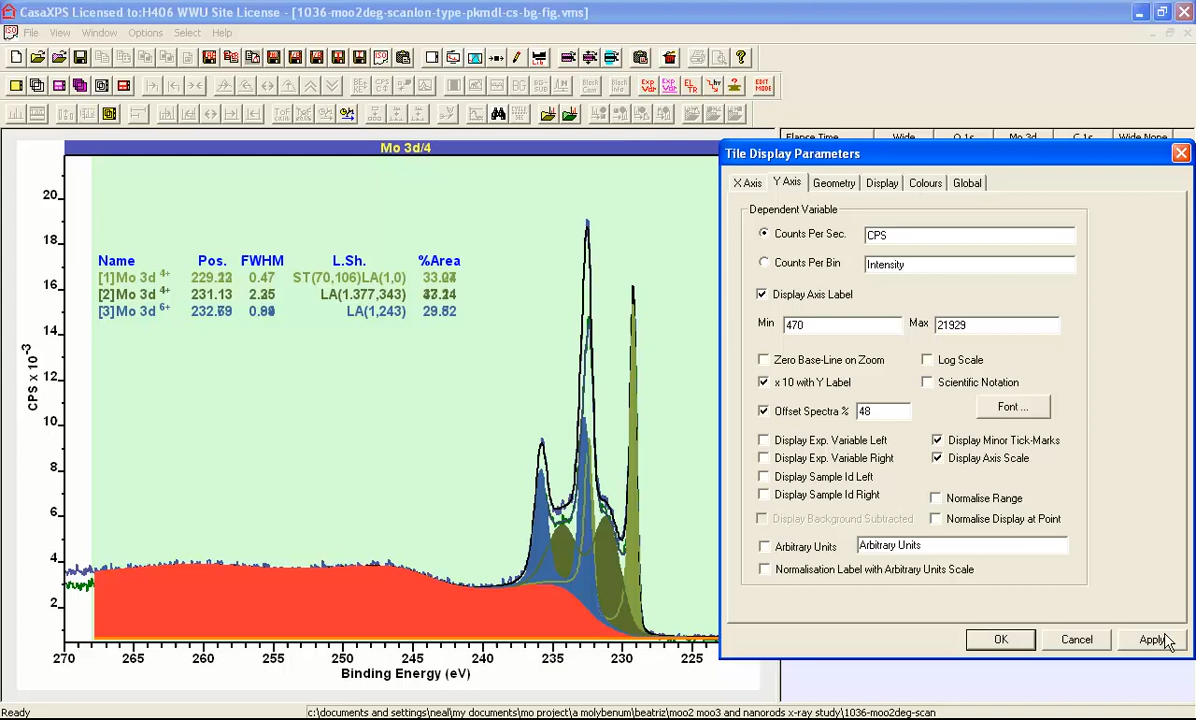 CasaXPS Licensed to:H406 WWU Site License - [1036-moo2deg-scanlon-type-pkmdl-cs-bg-fig.vms]
File View Window Options Select Help
Mo 3d/4
Wide O 1s Mo 3d C 1s Wide None
Tile Display Parameters
X Axis Y Axis Geometry Display Colours Global
Dependent Variable
Counts Per Sec. CPS
Counts Per Bin Intensity
Display Axis Label
Min 470 Max 21929
Zero Base-Line on Zoom Log Scale
x 10 with Y Label Scientific Notation
Offset Spectra % 48 Font ...
Display Exp. Variable Left Display Minor Tick-Marks
Display Exp. Variable Right Display Axis Scale
Display Sample Id Left
Display Sample Id Right Normalise Range
Display Background Subtracted Normalise Display at Point
Arbitrary Units Arbitrary Units
Normalisation Label with Arbitrary Units Scale
OK Cancel Apply
Name Pos. FWHM L.Sh. %Area
[1]Mo 3d 4+ 0.47 ST(70,106)LA(1,0)
[2]Mo 3d 4+ 231.13 LA(1.377,343)
[3]Mo 3d 6+ LA(1,243)
CPS x 10 -3
20
18
16
14
12
10
8
6
4
2
270 265 260 255 250 245 240 235 230 225
Binding Energy (eV)
Ready c:\documents and settings\neal\my documents\mo project\a molybenum\beatriz\moo2 moo3 and nanorods x-ray study\1036-moo2deg-scan